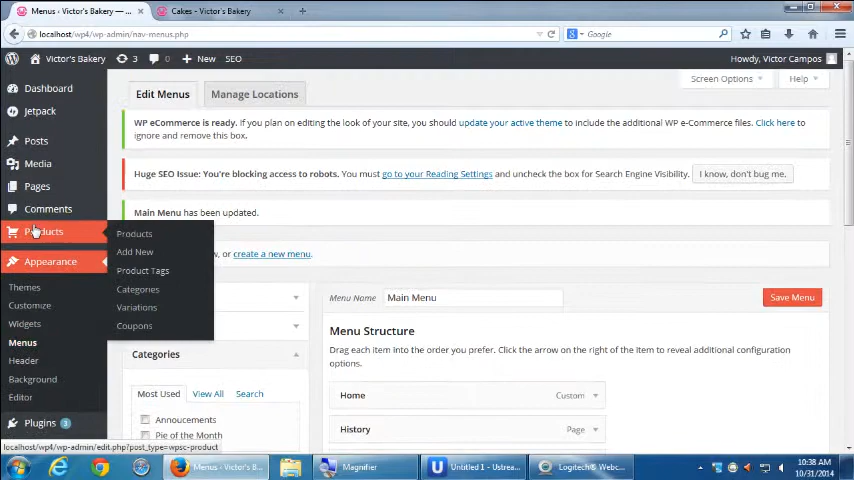 Menus ‹ Victor's Bakery — ...
Cakes - Victor's Bakery
localhost/wp4/wp-admin/nav-menus.php
Google
Victor's Bakery
3
0
New
SEO
Howdy, Victor Campos
Dashboard
Jetpack
Posts
Media
Pages
Comments
Products
Appearance
Themes
Customize
Widgets
Menus
Header
Background
Editor
Plugins 3
Products
Add New
Product Tags
Categories
Variations
Coupons
Screen Options
Help
Edit Menus
Manage Locations
WP eCommerce is ready. If you plan on editing the look of your site, you should update your active theme to include the additional WP e-Commerce files. Click here to
ignore and remove this box.
Huge SEO Issue: You're blocking access to robots. You must go to your Reading Settings and uncheck the box for Search Engine Visibility.
I know, don't bug me.
Main Menu has been updated.
, or create a new menu.
Categories
Most Used
View All
Search
Annoucements
Pie of the Month
Menu Name
Main Menu
Save Menu
Menu Structure
Drag each item into the order you prefer. Click the arrow on the right of the item to reveal additional configuration
options.
Home
Custom
History
Page
localhost/wp4/wp-admin/edit.php?post_type=wpsc-product
Menus ‹ Victor's Bak...
Magnifier
Untitled 1 - Ustrea...
Logitech® Webc...
10:38 AM
10/31/2014